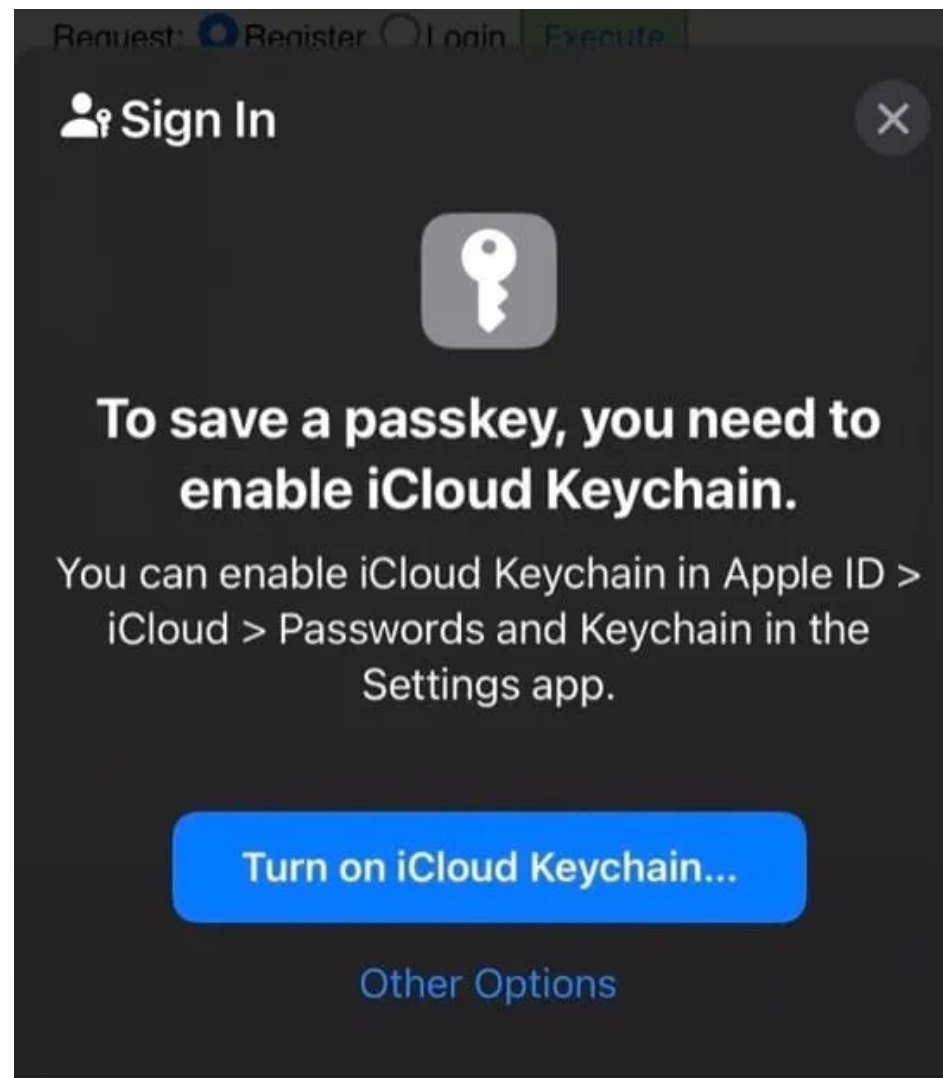 Request: Register Login Execute
Sign In
To save a passkey, you need to
enable iCloud Keychain.
You can enable iCloud Keychain in Apple ID >
iCloud > Passwords and Keychain in the
Settings app.
Turn on iCloud Keychain...
Other Options